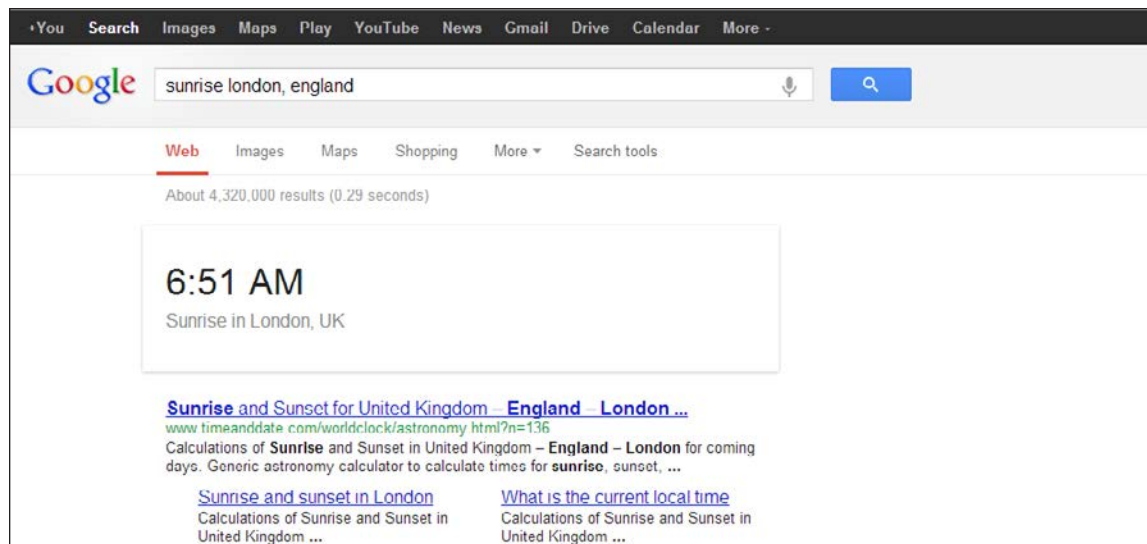 +You Search Images Maps Play YouTube News Gmail Drive Calendar More
Google sunrise london, england
Web Images Maps Shopping More Search tools
About 4,320,000 results (0.29 seconds)
6:51 AM
Sunrise in London, UK
Sunrise and Sunset for United Kingdom – England – London ...
www.timeanddate.com/worldclock/astronomy.html?n=136
Calculations of Sunrise and Sunset in United Kingdom – England – London for coming
days. Generic astronomy calculator to calculate times for sunrise, sunset, ...
Sunrise and sunset in London What is the current local time
Calculations of Sunrise and Sunset in Calculations of Sunrise and Sunset in
United Kingdom ... United Kingdom ...